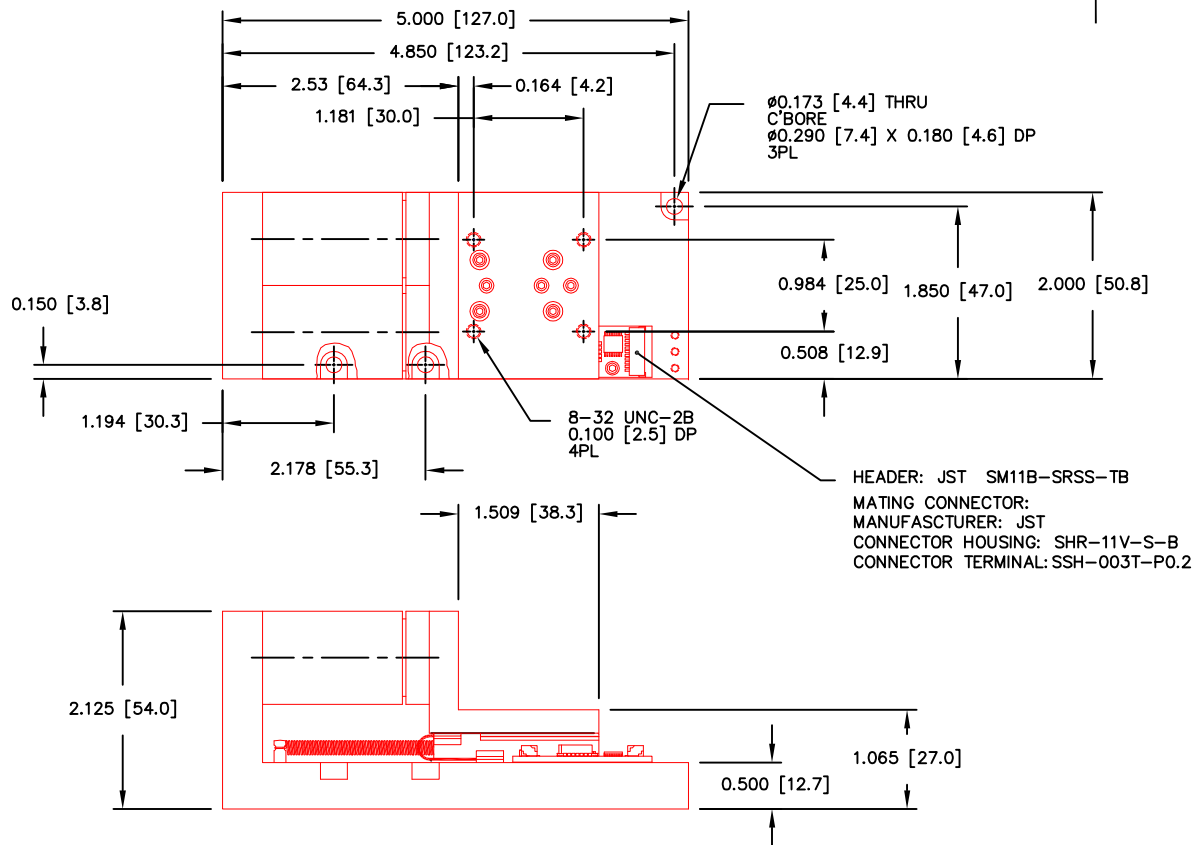 5.000 [127.0]
4.850 [123.2]
2.53 [64.3]
0.164 [4.2]
1.181 [30.0]
ø0.173 [4.4] THRU
C'BORE
ø0.290 [7.4] X 0.180 [4.6] DP
3PL
0.150 [3.8]
0.984 [25.0]
1.850 [47.0]
2.000 [50.8]
0.508 [12.9]
1.194 [30.3]
2.178 [55.3]
8-32 UNC-2B
0.100 [2.5] DP
4PL
HEADER: JST SM11B-SRSS-TB
MATING CONNECTOR:
MANUFASCTURER: JST
CONNECTOR HOUSING: SHR-11V-S-B
CONNECTOR TERMINAL: SSH-003T-P0.2
1.509 [38.3]
2.125 [54.0]
1.065 [27.0]
0.500 [12.7]